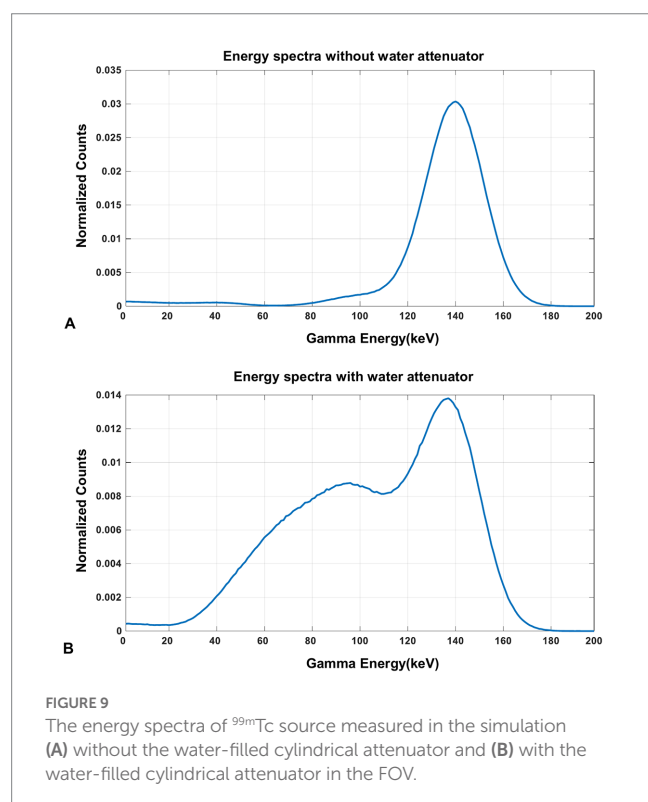 Energy spectra without water attenuator
0.035
0.03
0.025
0.02
0.015
0.01
0.005
0
Normalized Counts
0 20 40 60 80 100 120 140 160 180 200
Gamma Energy(keV)
A
Energy spectra with water attenuator
0.014
0.012
0.01
0.008
0.006
0.004
0.002
0
Normalized Counts
0 20 40 60 80 100 120 140 160 180 200
Gamma Energy(keV)
B
FIGURE 9
The energy spectra of ⁹⁹ᵐTc source measured in the simulation
(A) without the water-filled cylindrical attenuator and (B) with the
water-filled cylindrical attenuator in the FOV.